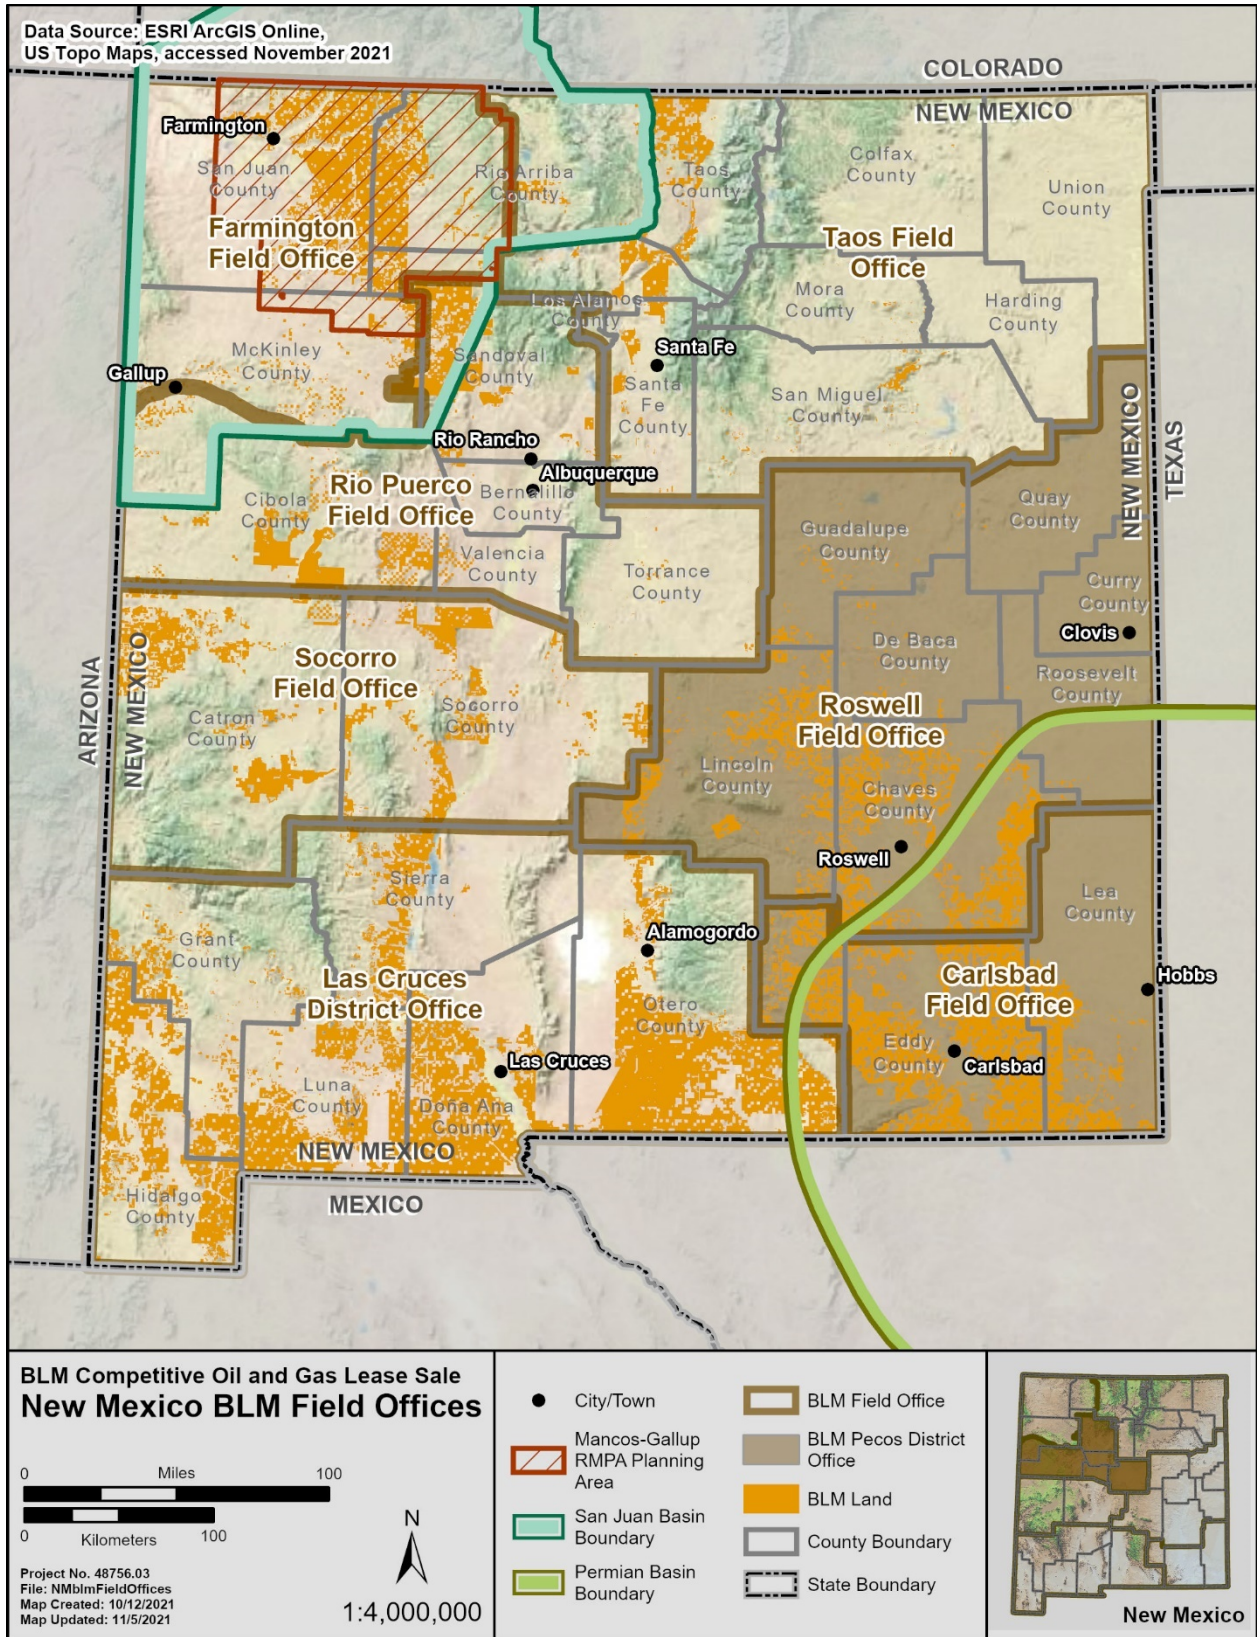 Data Source: ESRI ArcGIS Online,
US Topo Maps, accessed November 2021
COLORADO
NEW MEXICO
Farmington
San Juan
County
Rio Arriba
County
Taos
County
Colfax
County
Union
County
Farmington
Field Office
Taos Field
Office
Mora
County
Harding
County
Los Alamos
County
McKinley
County
Sandoval
County
Santa Fe
Gallup
Santa
Fe
County
San Miguel
County
NEW MEXICO
TEXAS
Rio Rancho
Albuquerque
Rio Puerco
Field Office
Cibola
County
Bernalillo
County
Valencia
County
Torrance
County
Guadalupe
County
Quay
County
Curry
County
Clovis
De Baca
County
Roosevelt
County
ARIZONA
NEW MEXICO
Socorro
Field Office
Catron
County
Socorro
County
Roswell
Field Office
Lincoln
County
Chaves
County
Roswell
Sierra
County
Lea
County
Grant
County
Alamogordo
Las Cruces
District Office
Otero
County
Carlsbad
Field Office
Hobbs
Eddy
County
Carlsbad
Las Cruces
Luna
County
Doña Ana
County
NEW MEXICO
MEXICO
Hidalgo
County
BLM Competitive Oil and Gas Lease Sale
New Mexico BLM Field Offices
0 Miles 100
0 Kilometers 100
N
1:4,000,000
Project No. 48756.03
File: NMblmFieldOffices
Map Created: 10/12/2021
Map Updated: 11/5/2021
City/Town
Mancos-Gallup
RMPA Planning
Area
San Juan Basin
Boundary
Permian Basin
Boundary
BLM Field Office
BLM Pecos District
Office
BLM Land
County Boundary
State Boundary
New Mexico